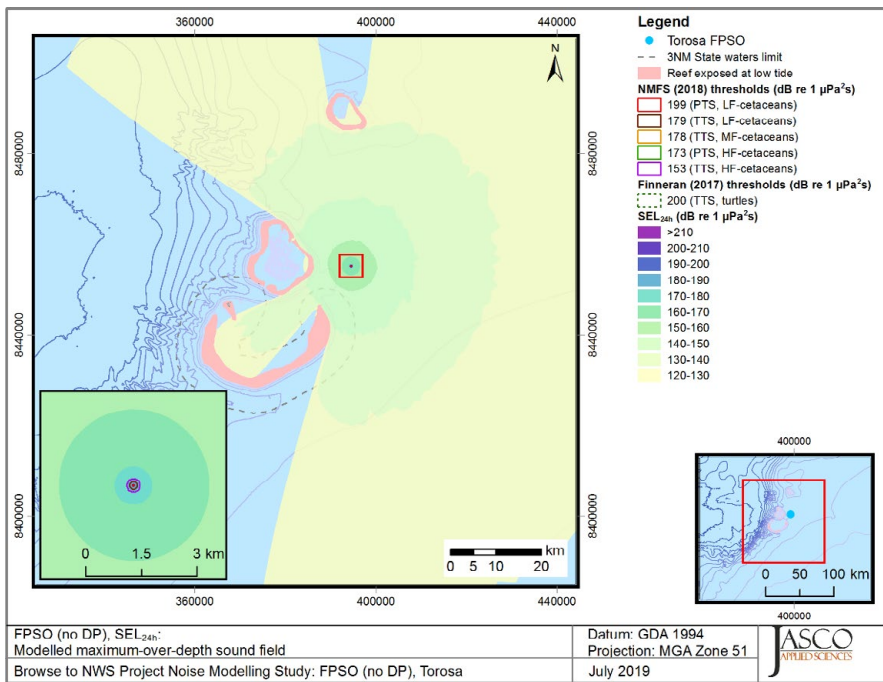 360000
400000
440000
8480000
8440000
8400000
8480000
8440000
8400000
N
0
1.5
3 km
km
0
5
10
20
360000
400000
440000
Legend
Torosa FPSO
3NM State waters limit
Reef exposed at low tide
NMFS (2018) thresholds (dB re 1 µPa²s)
199 (PTS, LF-cetaceans)
179 (TTS, LF-cetaceans)
178 (TTS, MF-cetaceans)
173 (PTS, HF-cetaceans)
153 (TTS, HF-cetaceans)
Finneran (2017) thresholds (dB re 1 µPa²s)
200 (TTS, turtles)
SEL24h (dB re 1 µPa²s)
>210
200-210
190-200
180-190
170-180
160-170
150-160
140-150
130-140
120-130
400000
0 50 100 km
400000
FPSO (no DP), SEL24h:
Modelled maximum-over-depth sound field
Browse to NWS Project Noise Modelling Study: FPSO (no DP), Torosa
Datum: GDA 1994
Projection: MGA Zone 51
July 2019
JASCO
APPLIED SCIENCES